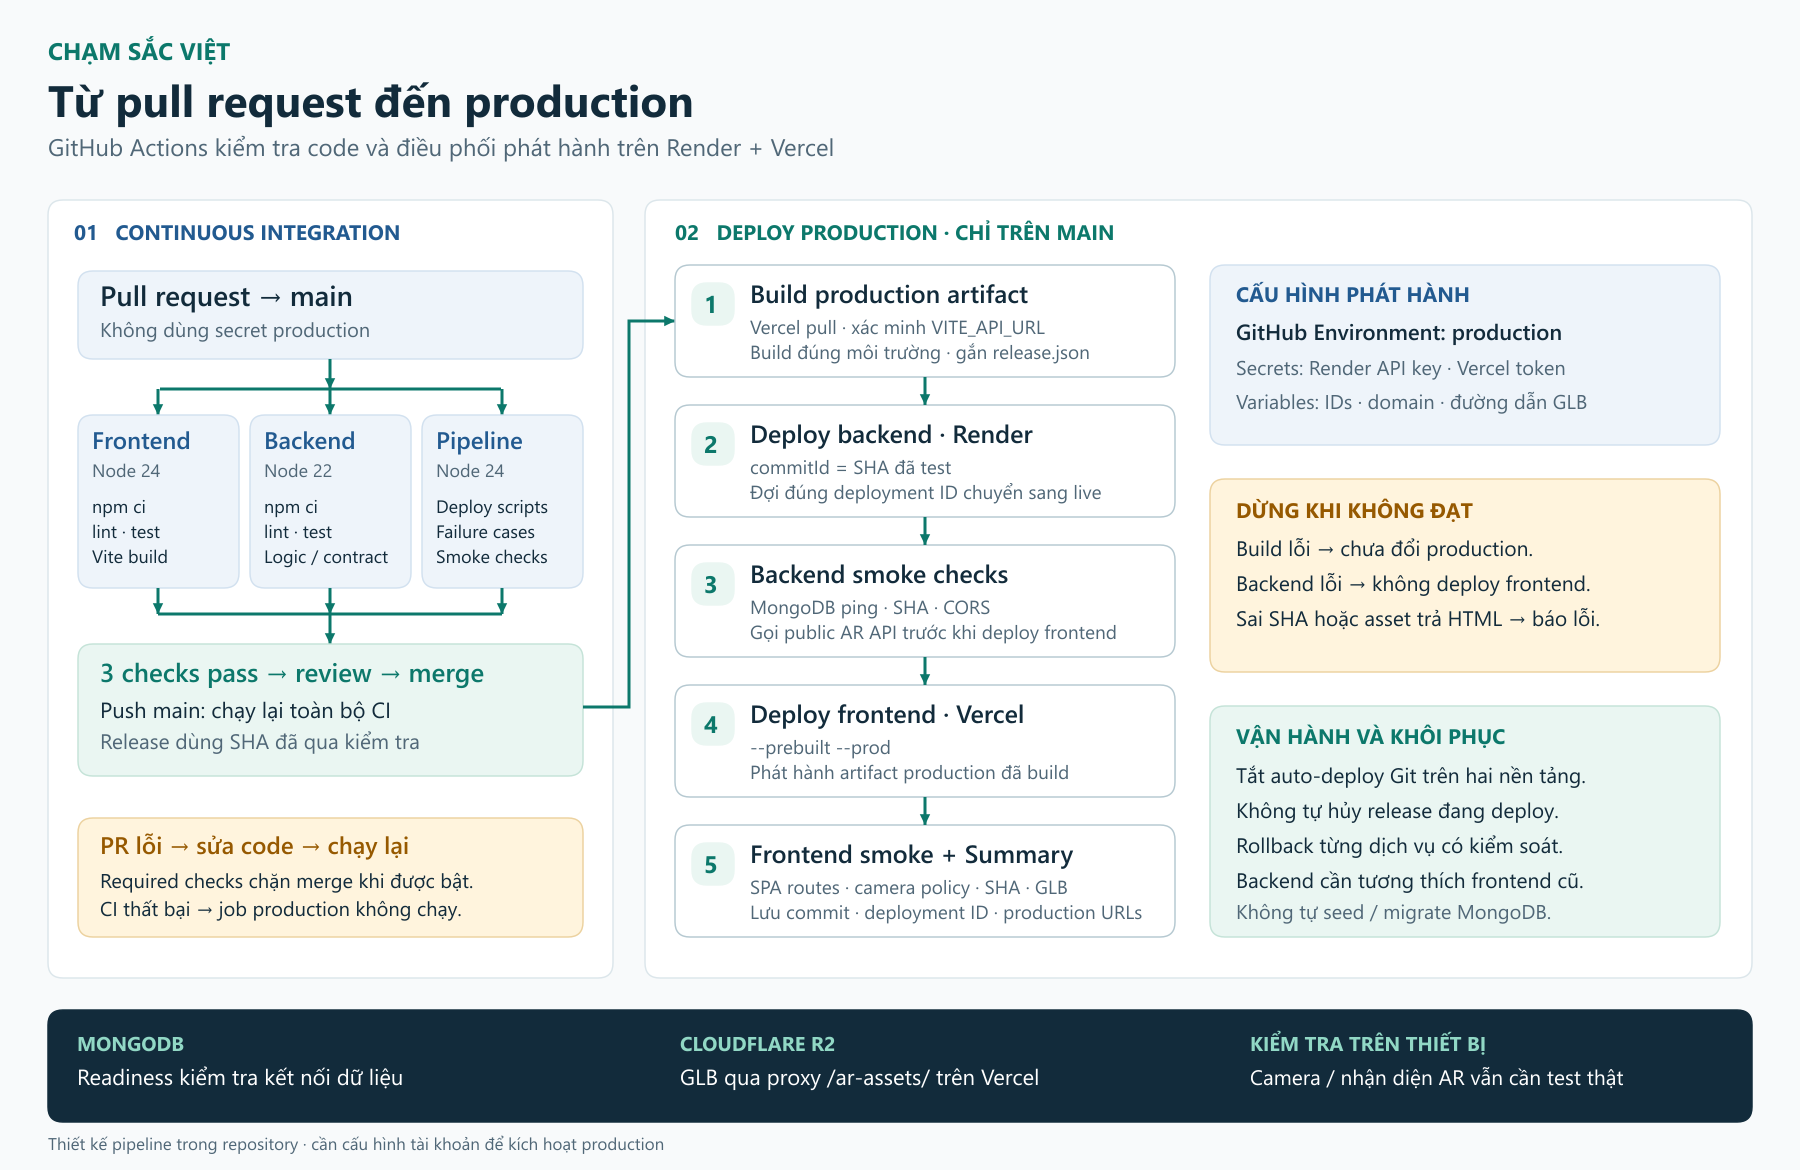 CHẠM SẮC VIỆT
Từ pull request đến production
GitHub Actions kiểm tra code và điều phối phát hành trên Render + Vercel
01 CONTINUOUS INTEGRATION
Pull request → main
Không dùng secret production
Frontend
Node 24
npm ci
lint · test
Vite build
Backend
Node 22
npm ci
lint · test
Logic / contract
Pipeline
Node 24
Deploy scripts
Failure cases
Smoke checks
3 checks pass → review → merge
Push main: chạy lại toàn bộ CI
Release dùng SHA đã qua kiểm tra
PR lỗi → sửa code → chạy lại
Required checks chặn merge khi được bật.
CI thất bại → job production không chạy.
02 DEPLOY PRODUCTION · CHỈ TRÊN MAIN
1 Build production artifact
Vercel pull · xác minh VITE_API_URL
Build đúng môi trường · gắn release.json
2 Deploy backend · Render
commitId = SHA đã test
Đợi đúng deployment ID chuyển sang live
3 Backend smoke checks
MongoDB ping · SHA · CORS
Gọi public AR API trước khi deploy frontend
4 Deploy frontend · Vercel
--prebuilt --prod
Phát hành artifact production đã build
5 Frontend smoke + Summary
SPA routes · camera policy · SHA · GLB
Lưu commit · deployment ID · production URLs
CẤU HÌNH PHÁT HÀNH
GitHub Environment: production
Secrets: Render API key · Vercel token
Variables: IDs · domain · đường dẫn GLB
DỪNG KHI KHÔNG ĐẠT
Build lỗi → chưa đổi production.
Backend lỗi → không deploy frontend.
Sai SHA hoặc asset trả HTML → báo lỗi.
VẬN HÀNH VÀ KHÔI PHỤC
Tắt auto-deploy Git trên hai nền tảng.
Không tự hủy release đang deploy.
Rollback từng dịch vụ có kiểm soát.
Backend cần tương thích frontend cũ.
Không tự seed / migrate MongoDB.
MONGODB
Readiness kiểm tra kết nối dữ liệu
CLOUDFLARE R2
GLB qua proxy /ar-assets/ trên Vercel
KIỂM TRA TRÊN THIẾT BỊ
Camera / nhận diện AR vẫn cần test thật
Thiết kế pipeline trong repository · cần cấu hình tài khoản để kích hoạt production